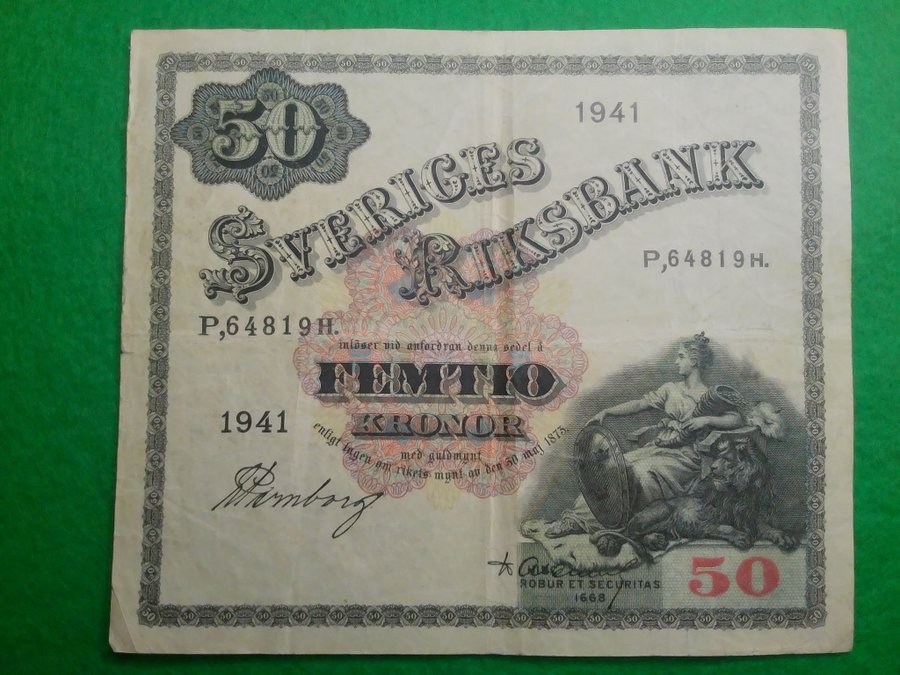 50
1941
SVERIGES
RIKSBANK
P,64819H.
P,64819H.
inlöser vid anfordran denna sedel å
FEMTIO
KRONOR
1941
med guldmynt
enligt lagen om rikets mynt av den 30 maj 1873.
ROBUR ET SECURITAS
1668
50